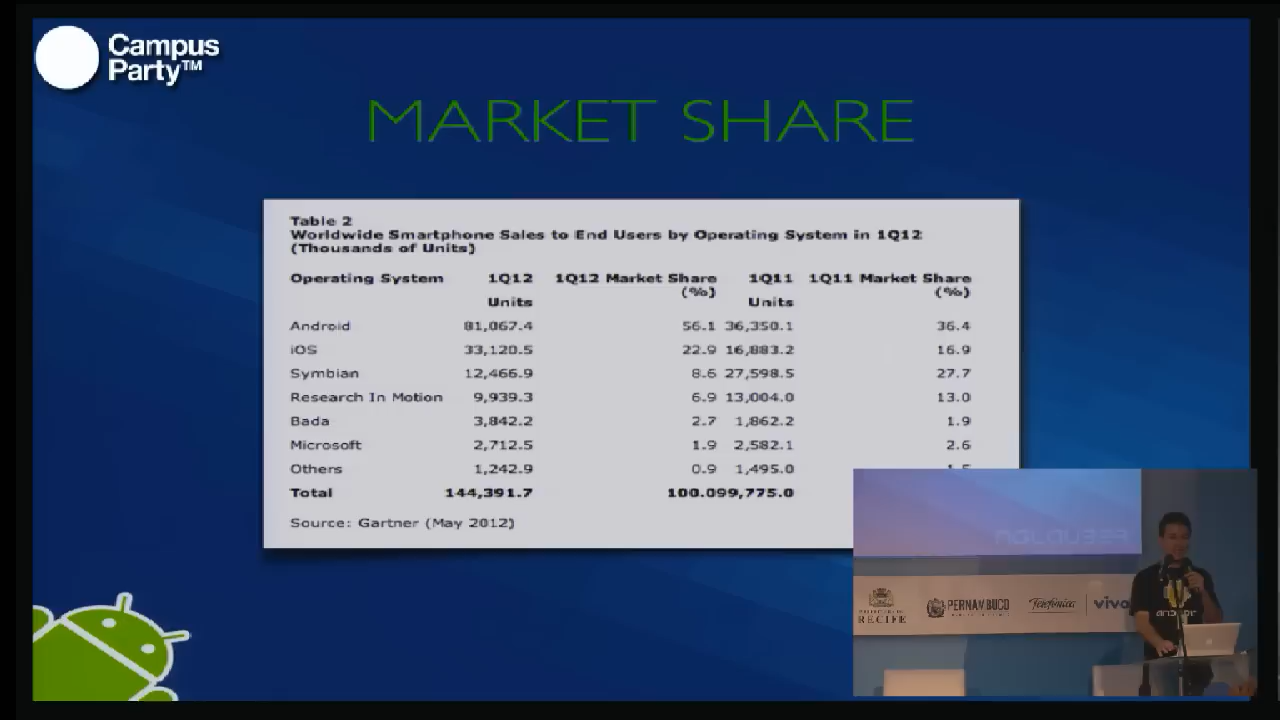 Campus
Party™
MARKET SHARE
Table 2
Worldwide Smartphone Sales to End Users by Operating System in 1Q12
(Thousands of Units)
Operating System 1Q12 1Q12 Market Share 1Q11 1Q11 Market Share
Units (%) Units (%)
Android 81,067.4 56.1 36,350.1 36.4
iOS 33,120.5 22.9 16,883.2 16.9
Symbian 12,466.9 8.6 27,598.5 27.7
Research In Motion 9,939.3 6.9 13,004.0 13.0
Bada 3,842.2 2.7 1,862.2 1.9
Microsoft 2,712.5 1.9 2,582.1 2.6
Others 1,242.9 0.9 1,495.0
Total 144,391.7 100.099,775.0
Source: Gartner (May 2012)
RECIFE
PERNAMBUCO
Telefónica
vivo